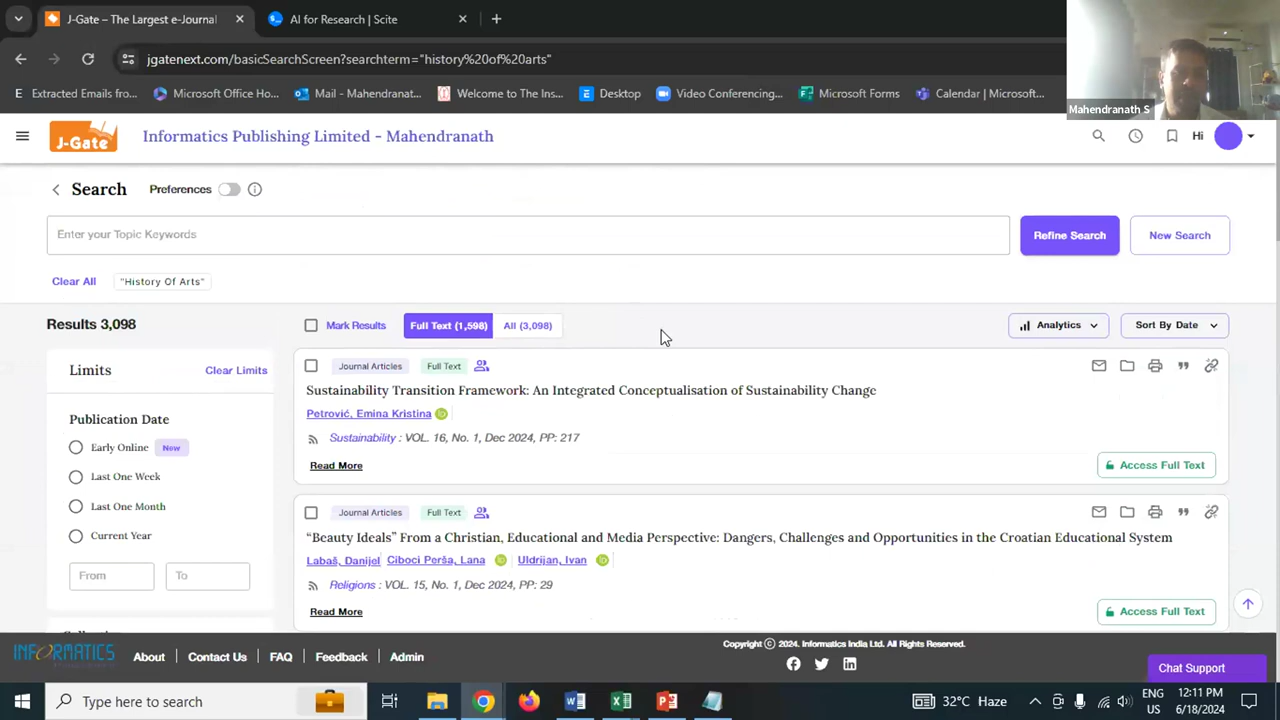 J-Gate – The Largest e-Journal
AI for Research | Scite
jgatenext.com/basicSearchScreen?searchterm="history%20of%20arts"
Extracted Emails from...
Microsoft Office Ho...
Mail - Mahendranat...
Welcome to The Ins...
Desktop
Video Conferencing...
Microsoft Forms
Calendar | Microsoft...
Mahendranath S
J-Gate
Informatics Publishing Limited - Mahendranath
Hi
Search
Preferences
Enter your Topic Keywords
Refine Search
New Search
Clear All
"History Of Arts"
Results 3,098
Mark Results
Full Text (1,598)
All (3,098)
Analytics
Sort By Date
Limits
Clear Limits
Publication Date
Early Online New
Last One Week
Last One Month
Current Year
From
To
Journal Articles
Full Text
Sustainability Transition Framework: An Integrated Conceptualisation of Sustainability Change
Petrović, Emina Kristina
Sustainability : VOL. 16, No. 1, Dec 2024, PP: 217
Read More
Access Full Text
Journal Articles
Full Text
“Beauty Ideals” From a Christian, Educational and Media Perspective: Dangers, Challenges and Opportunities in the Croatian Educational System
Labaš, Danijel
Ciboci Perša, Lana
Uldrijan, Ivan
Religions : VOL. 15, No. 1, Dec 2024, PP: 29
Read More
Access Full Text
INFORMATICS
About
Contact Us
FAQ
Feedback
Admin
Copyright © 2024. Informatics India Ltd. All Rights Reserved.
Chat Support
Type here to search
32°C Haze
ENG
US
12:11 PM
6/18/2024